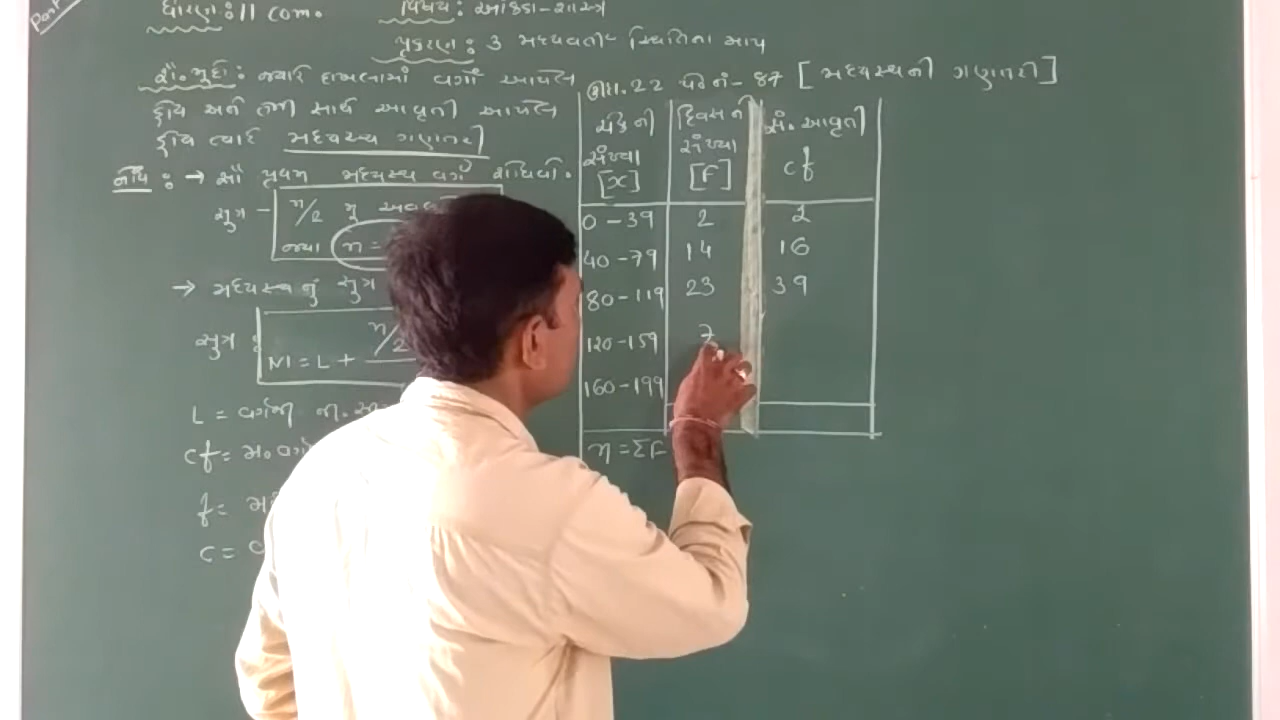 Part
ધોરણ : 11 com.
વિષય : આંકડા-શાસ્ત્ર
પ્રકરણ : 3 મધ્યવર્તી સ્થિતિના માપ
સૌ. મુદ્દો : જ્યારે દાખલામાં વર્ગો આપેલ
હોય અને તેની સાથે આવૃતી આપેલ
હોય ત્યારે મધ્યસ્થ ગણતરી
નોંધ : → સૌ પ્રથમ મધ્યસ્થ વર્ગ શોધવો.
સુત્ર - n/2 નું
જ્યાં n =
→ મધ્યસ્થનું સુત્ર
સુત્ર :
M = L + n/2
L = વર્ગની
cf = મ. વર્ગ
f =
c =
ઉદા. 22 પેજ નં - 87 [ મધ્યસ્થની ગણતરી ]
સંખ્યા [x] દિવસની સંખ્યા [F] સં. આવૃતી cf
0 - 39 2 2
40 - 79 14 16
80 - 119 23 39
120 - 159 7
160 - 199
n = ΣF